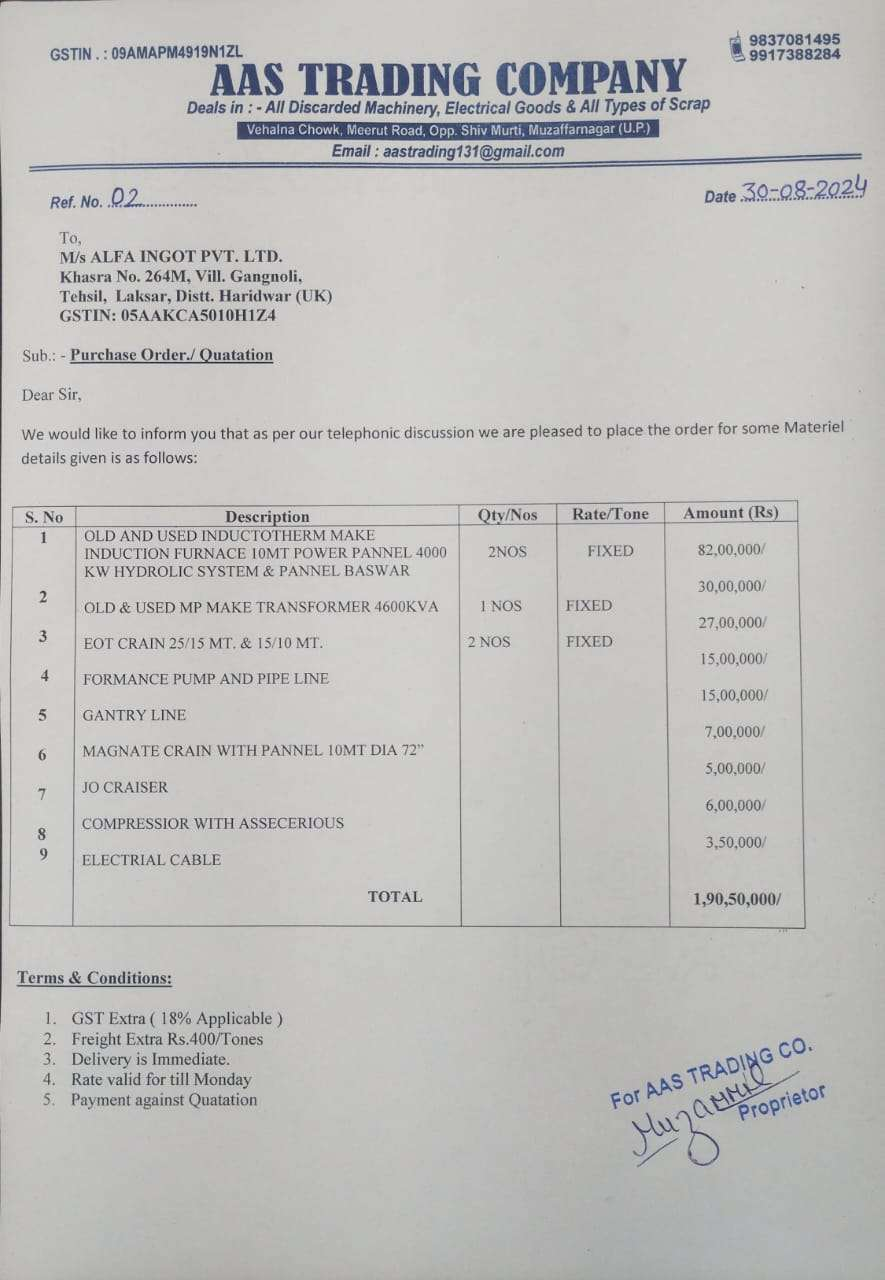 GSTIN . : 09AMAPM4919N1ZL
9837081495
9917388284
AAS TRADING COMPANY
Deals in : - All Discarded Machinery, Electrical Goods & All Types of Scrap
Vehalna Chowk, Meerut Road, Opp. Shiv Murti, Muzaffarnagar (U.P.)
Email : aastrading131@gmail.com
Ref. No. 02
Date 30-08-2024
To,
M/s ALFA INGOT PVT. LTD.
Khasra No. 264M, Vill. Gangnoli,
Tehsil, Laksar, Distt. Haridwar (UK)
GSTIN: 05AAKCA5010H1Z4
Sub.: - Purchase Order./ Quatation
Dear Sir,
We would like to inform you that as per our telephonic discussion we are pleased to place the order for some Materiel
details given is as follows:
S. No Description Qty/Nos Rate/Tone Amount (Rs)
1 OLD AND USED INDUCTOTHERM MAKE
INDUCTION FURNACE 10MT POWER PANNEL 4000 2NOS FIXED 82,00,000/
KW HYDROLIC SYSTEM & PANNEL BASWAR
30,00,000/
2 OLD & USED MP MAKE TRANSFORMER 4600KVA 1 NOS FIXED
27,00,000/
3 EOT CRAIN 25/15 MT. & 15/10 MT. 2 NOS FIXED
15,00,000/
4 FORMANCE PUMP AND PIPE LINE
15,00,000/
5 GANTRY LINE
7,00,000/
6 MAGNATE CRAIN WITH PANNEL 10MT DIA 72”
5,00,000/
7 JO CRAISER
6,00,000/
8 COMPRESSIOR WITH ASSECERIOUS
3,50,000/
9 ELECTRIAL CABLE
TOTAL 1,90,50,000/
Terms & Conditions:
1. GST Extra ( 18% Applicable )
2. Freight Extra Rs.400/Tones
3. Delivery is Immediate.
4. Rate valid for till Monday
5. Payment against Quatation
For AAS TRADING CO.
Proprietor